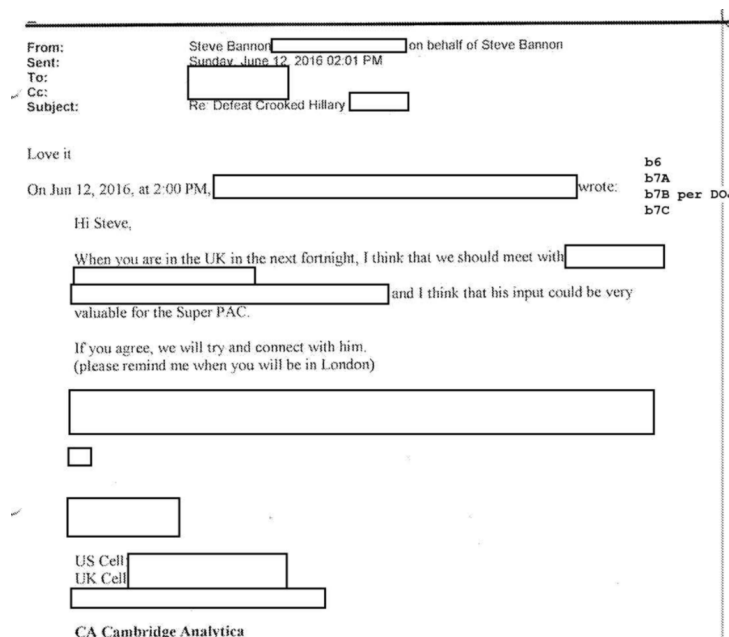 From: Steve Bannon on behalf of Steve Bannon
Sent: Sunday, June 12, 2016 02:01 PM
To:
Cc:
Subject: Re: Defeat Crooked Hillary
Love it
On Jun 12, 2016, at 2:00 PM, wrote:
b6
b7A
b7B per DOJ
b7C
Hi Steve,
When you are in the UK in the next fortnight, I think that we should meet with
and I think that his input could be very
valuable for the Super PAC.
If you agree, we will try and connect with him.
(please remind me when you will be in London)
US Cell
UK Cell
CA Cambridge Analytica